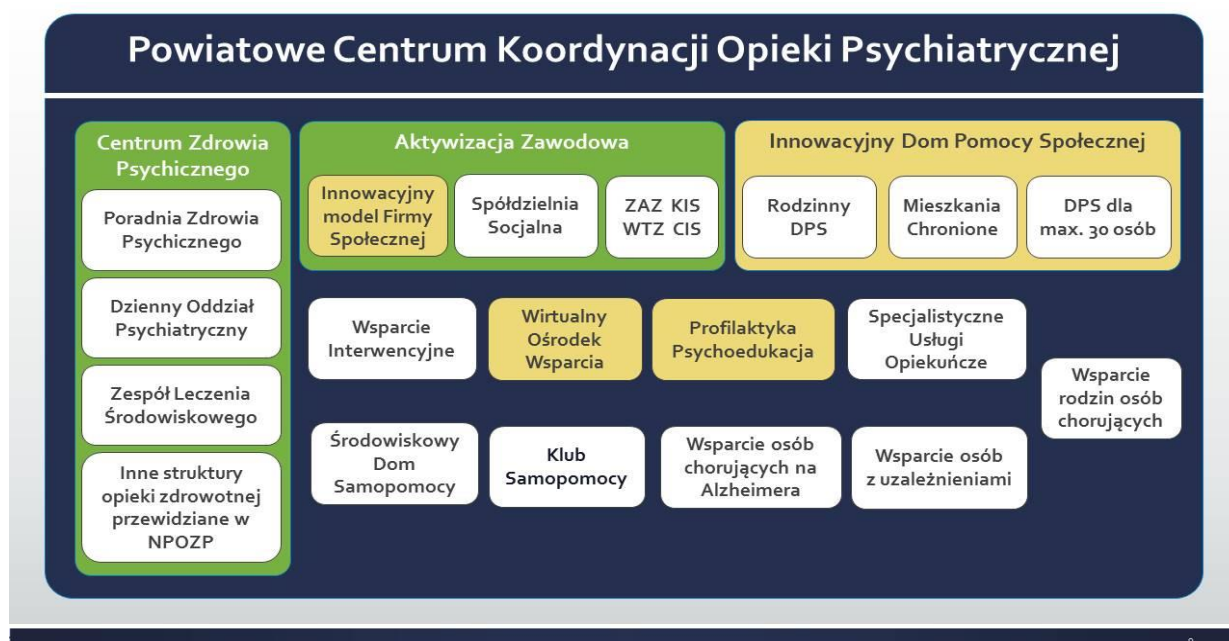 Powiatowe Centrum Koordynacji Opieki Psychiatrycznej
Centrum Zdrowia
Psychicznego
Poradnia Zdrowia
Psychicznego
Dzienny Oddział
Psychiatryczny
Zespół Leczenia
Środowiskowego
Inne struktury
opieki zdrowotnej
przewidziane w
NPOZP
Aktywizacja Zawodowa
Innowacyjny
model Firmy
Społecznej
Spółdzielnia
Socjalna
ZAZ KIS
WTZ CIS
Innowacyjny Dom Pomocy Społecznej
Rodzinny
DPS
Mieszkania
Chronione
DPS dla
max. 30 osób
Wsparcie
Interwencyjne
Wirtualny
Ośrodek
Wsparcia
Profilaktyka
Psychoedukacja
Specjalistyczne
Usługi
Opiekuńcze
Wsparcie
rodzin osób
chorujących
Środowiskowy
Dom
Samopomocy
Klub
Samopomocy
Wsparcie osób
chorujących na
Alzheimera
Wsparcie osób
z uzależnieniami